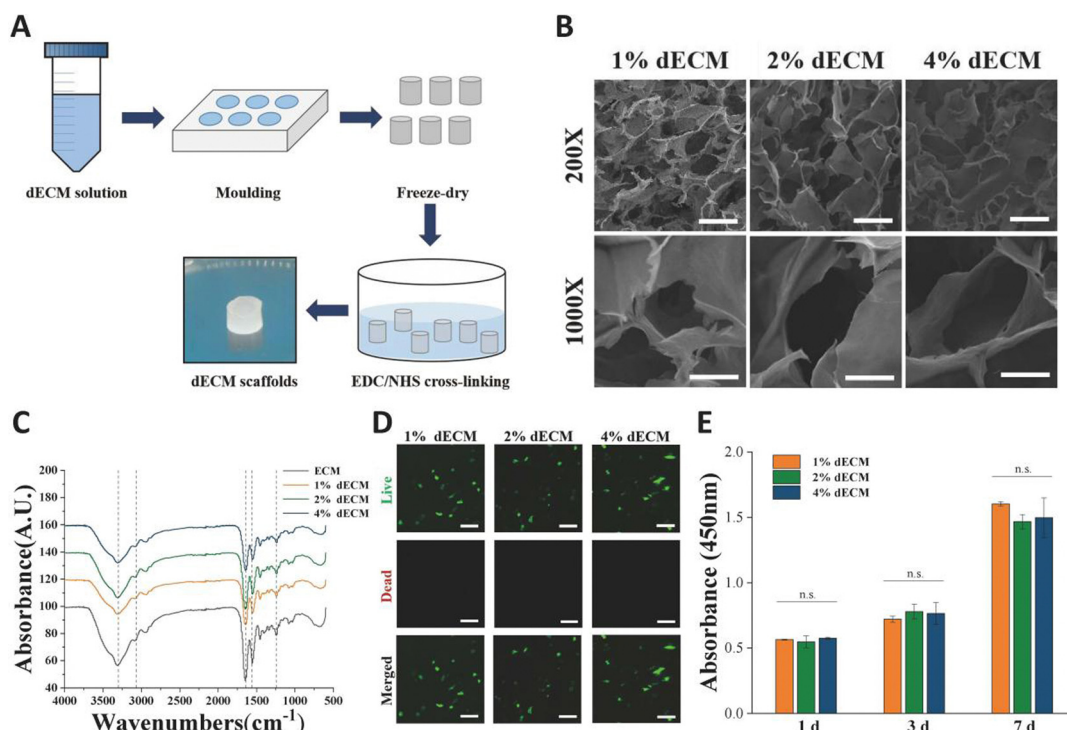 A
dECM solution
Moulding
Freeze-dry
dECM scaffolds
EDC/NHS cross-linking
B
1% dECM 2% dECM 4% dECM
200X
1000X
C
Absorbance(A.U.)
200
180
160
140
120
100
80
60
40
ECM
1% dECM
2% dECM
4% dECM
4000 3500 3000 2500 2000 1500 1000
Wavenumbers(cm⁻¹)
D
1% dECM 2% dECM 4% dECM
Live
Dead
Merged
E
Absorbance (450nm)
2.0
1.5
1.0
0.5
0.0
1% dECM
2% dECM
4% dECM
n.s.
n.s.
n.s.
1 d 3 d 7 d